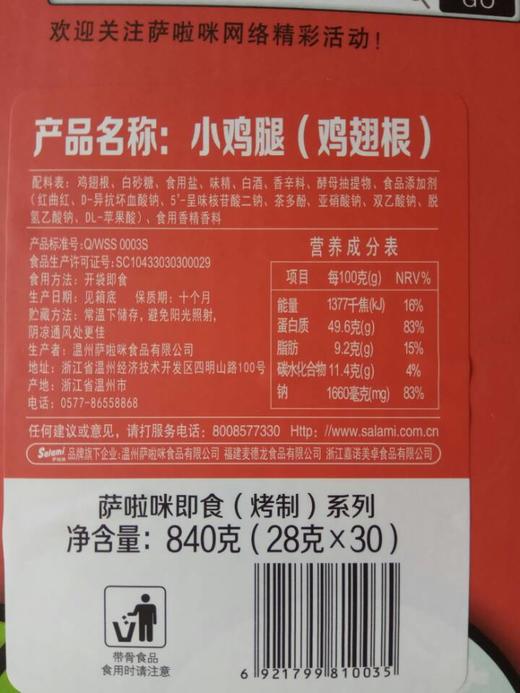 GO
欢迎关注萨啦咪网络精彩活动！
产品名称：小鸡腿（鸡翅根）
配料表：鸡翅根、白砂糖、食用盐、味精、白酒、香辛料、酵母抽提物、食品添加剂
（红曲红、D-异抗坏血酸钠、5'-呈味核苷酸二钠、茶多酚、亚硝酸钠、双乙酸钠、脱
氢乙酸钠、DL-苹果酸）、食用香精香料
产品标准号:Q/WSS 0003S
食品生产许可证号:SC10433030300029
食用方法：开袋即食
生产日期：见箱底 保质期：十个月
贮藏方法：常温下储存，避免阳光照射，
阴凉通风处更佳
生产者：温州萨啦咪食品有限公司
地址：浙江省温州经济技术开发区四明山路100号
产地：浙江省温州市
电话：0577-86558868
营养成分表
项目 每100克(g) NRV%
能量 1377千焦(kJ) 16%
蛋白质 49.6克(g) 83%
脂肪 9.2克(g) 15%
碳水化合物 11.4克(g) 4%
钠 1660毫克(mg) 83%
任何建议或意见，请打服务电话：8008577330 Http：//www.salami.com.cn
Salami 品牌旗下企业:温州萨啦咪食品有限公司 福建麦德龙食品有限公司 浙江嘉诺美卓食品有限公司
萨啦咪即食（烤制）系列
净含量：840克（28克×30）
带骨食品
食用时请注意
6 921799 810035